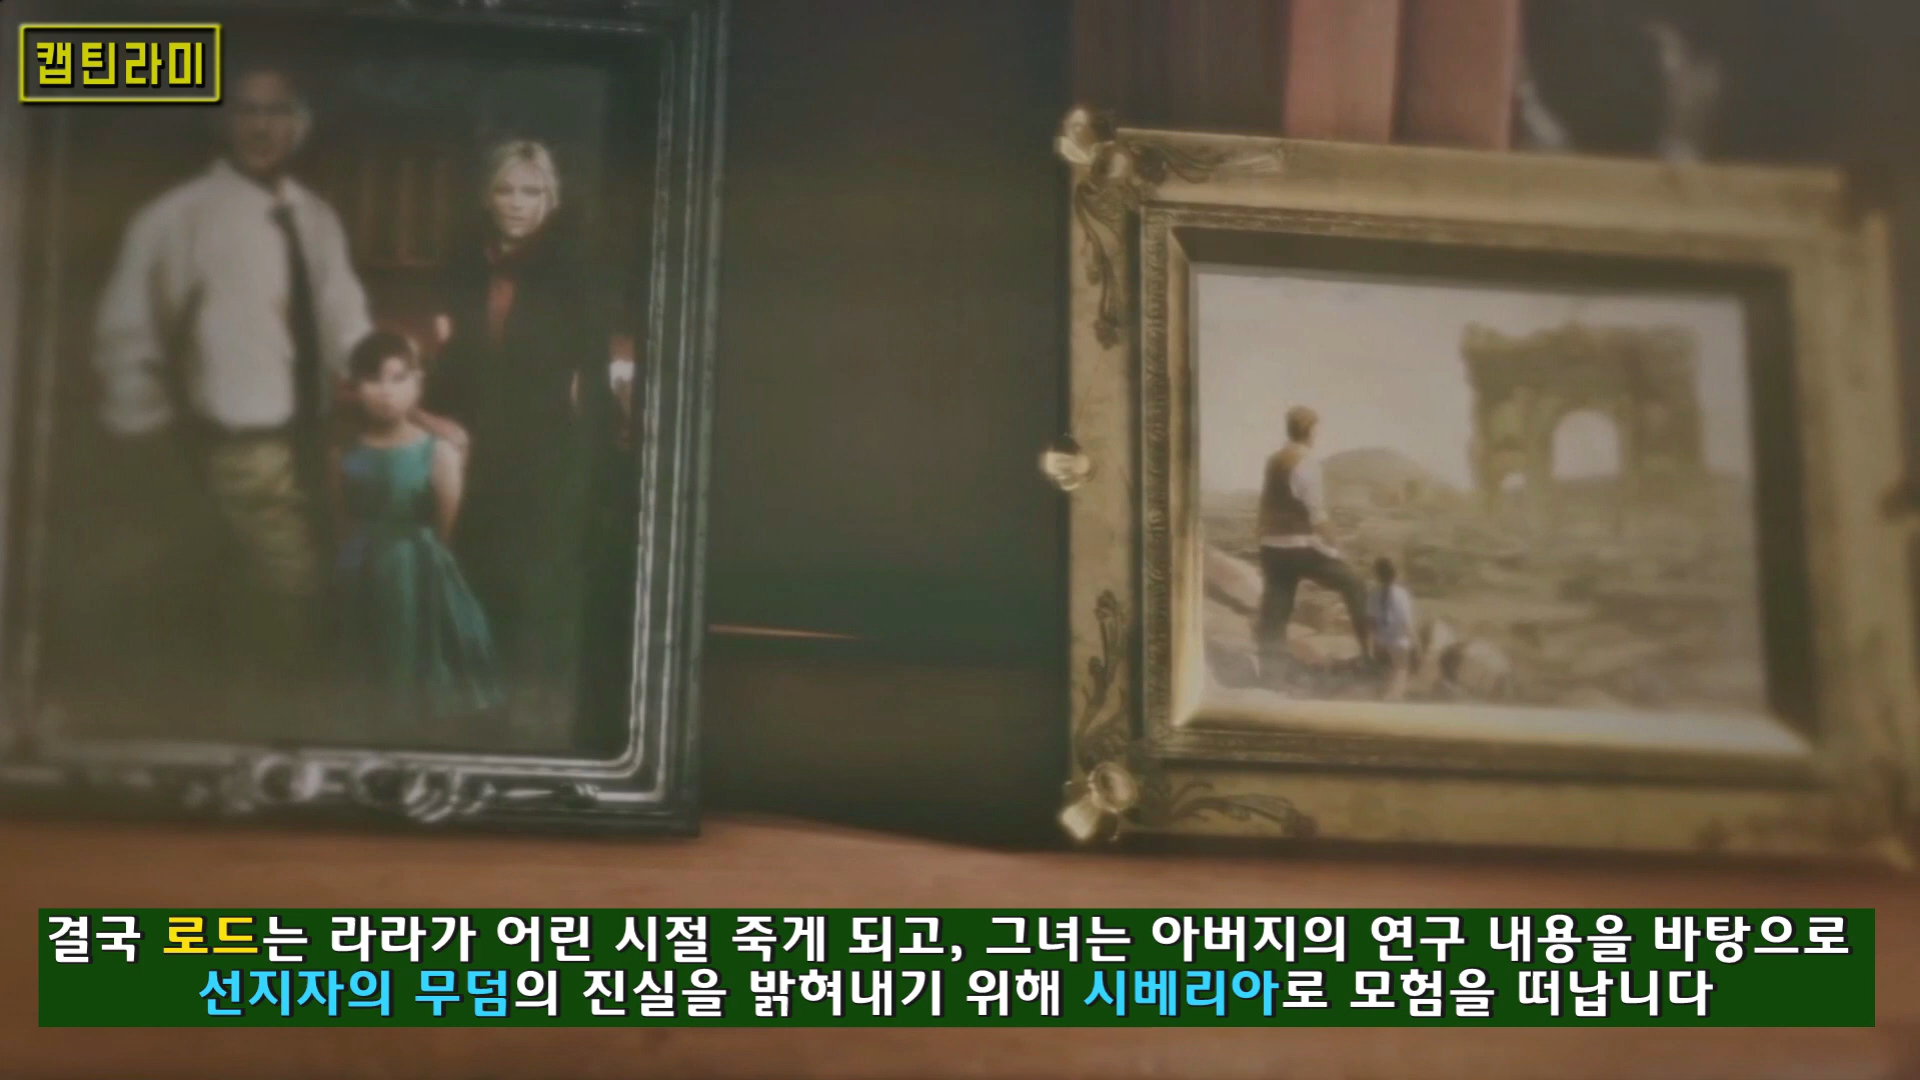 캡틴라미
결국 로드는 라라가 어린 시절 죽게 되고, 그녀는 아버지의 연구 내용을 바탕으로
선지자의 무덤의 진실을 밝혀내기 위해 시베리아로 모험을 떠납니다